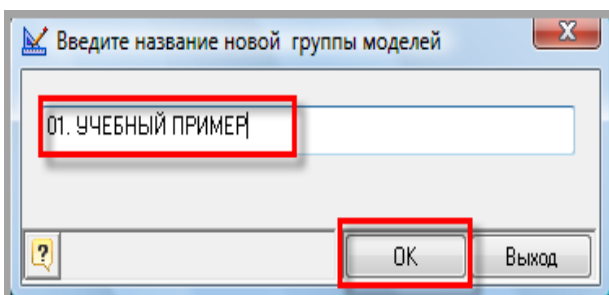 Введите название новой группы моделей
01. УЧЕБНЫЙ ПРИМЕР
?
OK
Выход